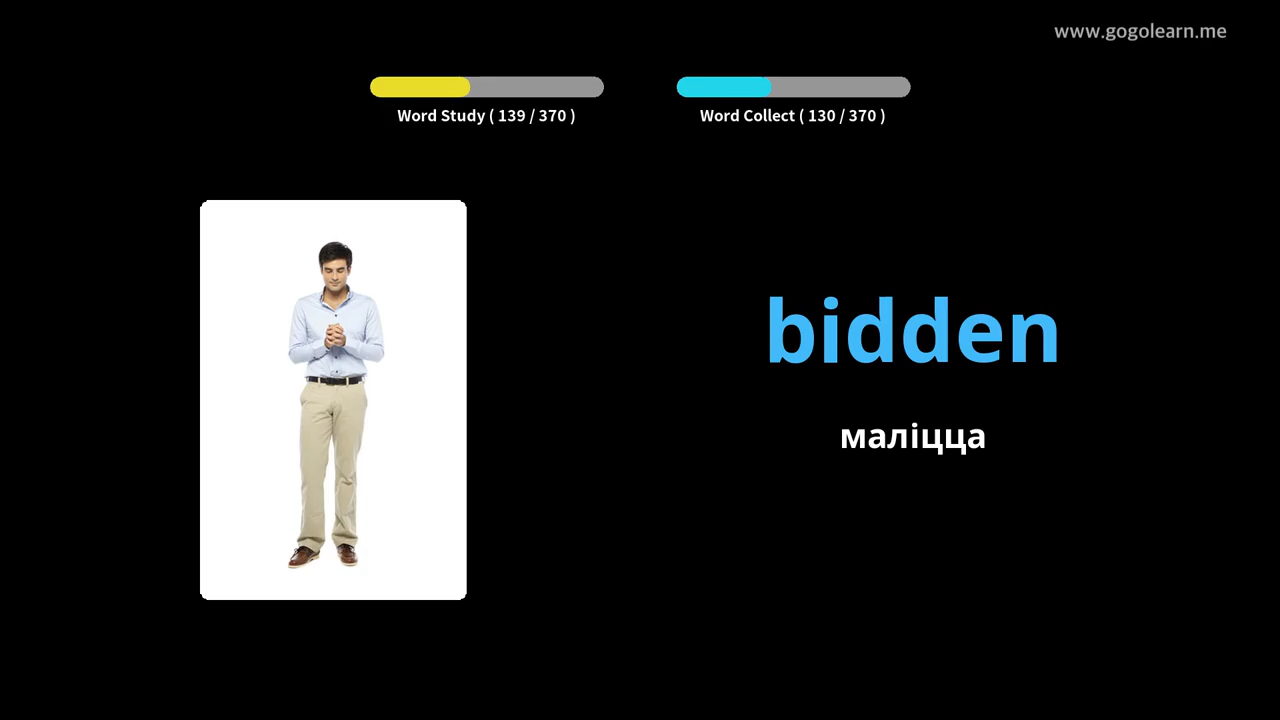 www.gogolearn.me
Word Study ( 139 / 370 )
Word Collect ( 130 / 370 )
bidden
маліцца